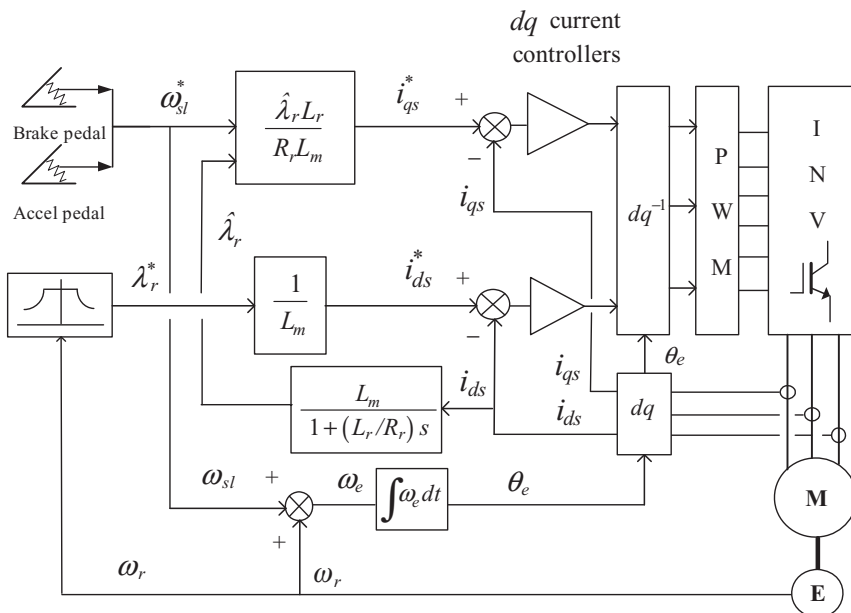 dq current
controllers
ω*sl
Brake pedal
Accel pedal
λ̂rLr
RrLm
i*qs
+
−
iqs
dq⁻¹
P
W
M
I
N
V
λ̂r
λ*r
1
Lm
i*ds
+
−
θe
iqs
ids
ids
dq
Lm
1 + (Lr/Rr) s
ωsl
+
+
ωe
∫ωe dt
θe
M
ωr
ωr
E